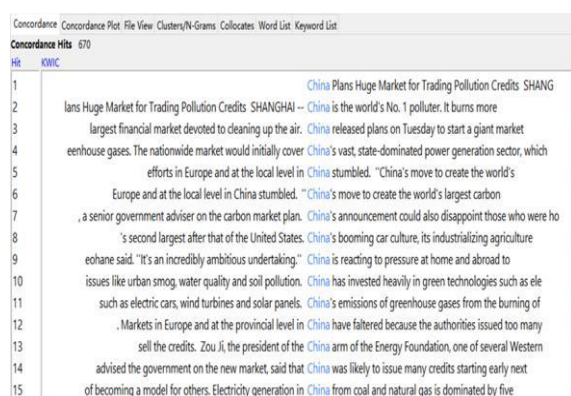 Concordance Concordance Plot File View Clusters/N-Grams Collocates Word List Keyword List
Concordance Hits 670
Hit KWIC
1 China Plans Huge Market for Trading Pollution Credits SHANG
2 lans Huge Market for Trading Pollution Credits SHANGHAI -- China is the world's No. 1 polluter. It burns more
3 largest financial market devoted to cleaning up the air. China released plans on Tuesday to start a giant market
4 eenhouse gases. The nationwide market would initially cover China's vast, state-dominated power generation sector, which
5 efforts in Europe and at the local level in China stumbled. "China's move to create the world's
6 Europe and at the local level in China stumbled. "China's move to create the world's largest carbon
7 , a senior government adviser on the carbon market plan. China's announcement could also disappoint those who were ho
8 's second largest after that of the United States. China's booming car culture, its industrializing agriculture
9 eohane said. "It's an incredibly ambitious undertaking." China is reacting to pressure at home and abroad to
10 issues like urban smog, water quality and soil pollution. China has invested heavily in green technologies such as ele
11 such as electric cars, wind turbines and solar panels. China's emissions of greenhouse gases from the burning of
12 . Markets in Europe and at the provincial level in China have faltered because the authorities issued too many
13 sell the credits. Zou Ji, the president of the China arm of the Energy Foundation, one of several Western
14 advised the government on the new market, said that China was likely to issue many credits starting early next
15 of becoming a model for others. Electricity generation in China from coal and natural gas is dominated by five